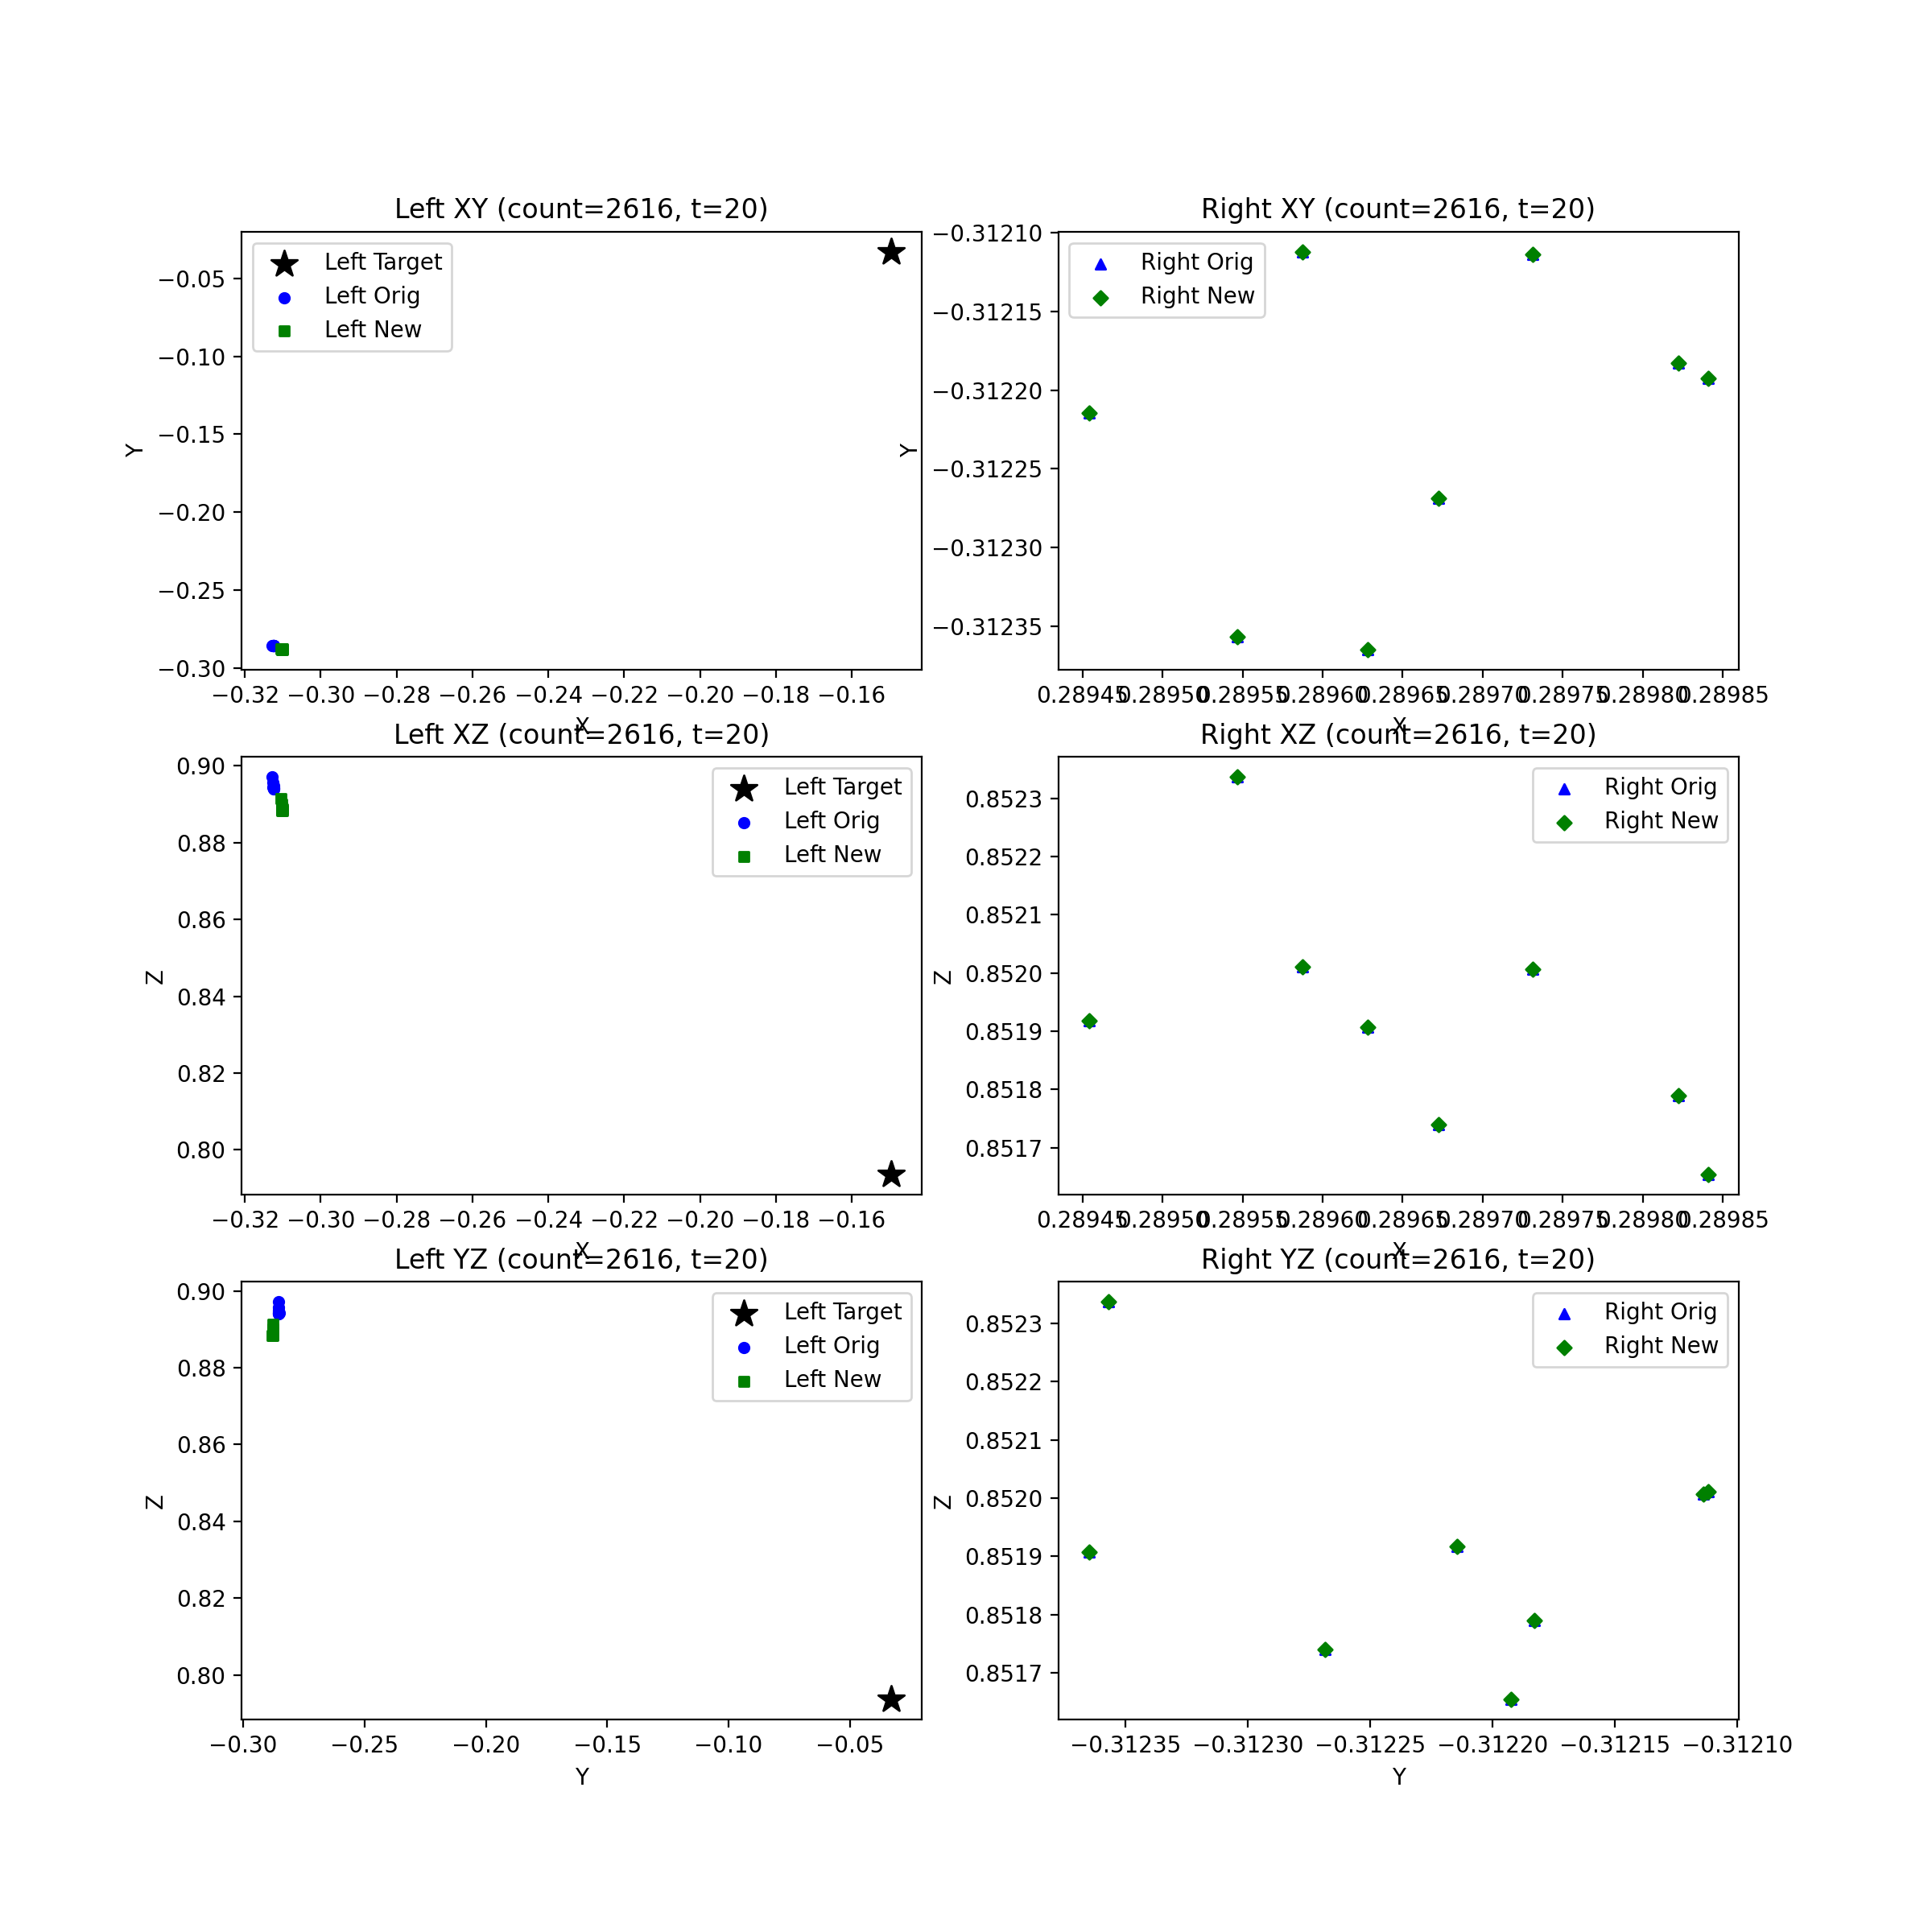 Left XY (count=2616, t=20)
Left Target
Left Orig
Left New
Y
−0.05
−0.10
−0.15
−0.20
−0.25
−0.30
−0.32 −0.30 −0.28 −0.26 −0.24 −0.22 −0.20 −0.18 −0.16
X
Right XY (count=2616, t=20)
Right Orig
Right New
Y
−0.31210
−0.31215
−0.31220
−0.31225
−0.31230
−0.31235
0.28945 0.28950 0.28955 0.28960 0.28965 0.28970 0.28975 0.28980 0.28985
X
Left XZ (count=2616, t=20)
Left Target
Left Orig
Left New
Z
0.90
0.88
0.86
0.84
0.82
0.80
−0.32 −0.30 −0.28 −0.26 −0.24 −0.22 −0.20 −0.18 −0.16
X
Right XZ (count=2616, t=20)
Right Orig
Right New
Z
0.8523
0.8522
0.8521
0.8520
0.8519
0.8518
0.8517
0.28945 0.28950 0.28955 0.28960 0.28965 0.28970 0.28975 0.28980 0.28985
X
Left YZ (count=2616, t=20)
Left Target
Left Orig
Left New
Z
0.90
0.88
0.86
0.84
0.82
0.80
−0.30 −0.25 −0.20 −0.15 −0.10 −0.05
Y
Right YZ (count=2616, t=20)
Right Orig
Right New
Z
0.8523
0.8522
0.8521
0.8520
0.8519
0.8518
0.8517
−0.31235 −0.31230 −0.31225 −0.31220 −0.31215 −0.31210
Y